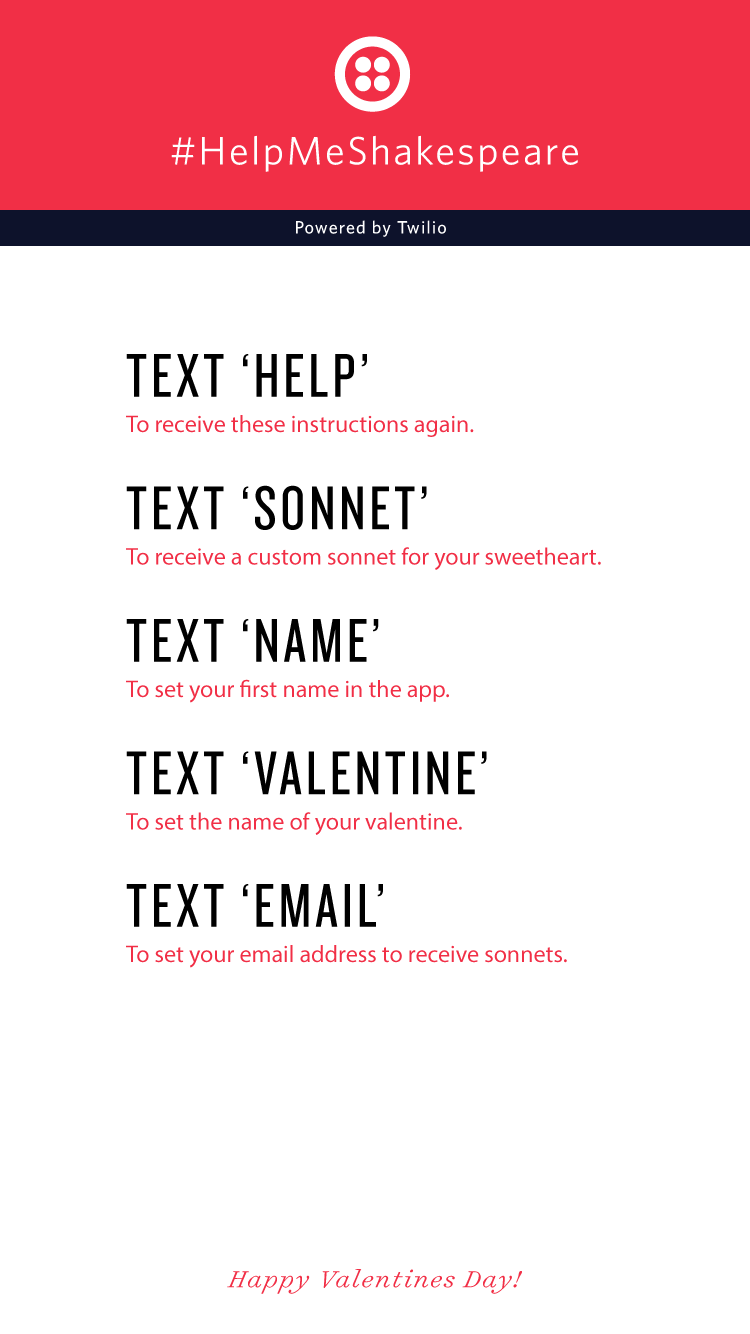 #HelpMeShakespeare
Powered by Twilio
TEXT ‘HELP’
To receive these instructions again.
TEXT ‘SONNET’
To receive a custom sonnet for your sweetheart.
TEXT ‘NAME’
To set your first name in the app.
TEXT ‘VALENTINE’
To set the name of your valentine.
TEXT ‘EMAIL’
To set your email address to receive sonnets.
Happy Valentines Day!